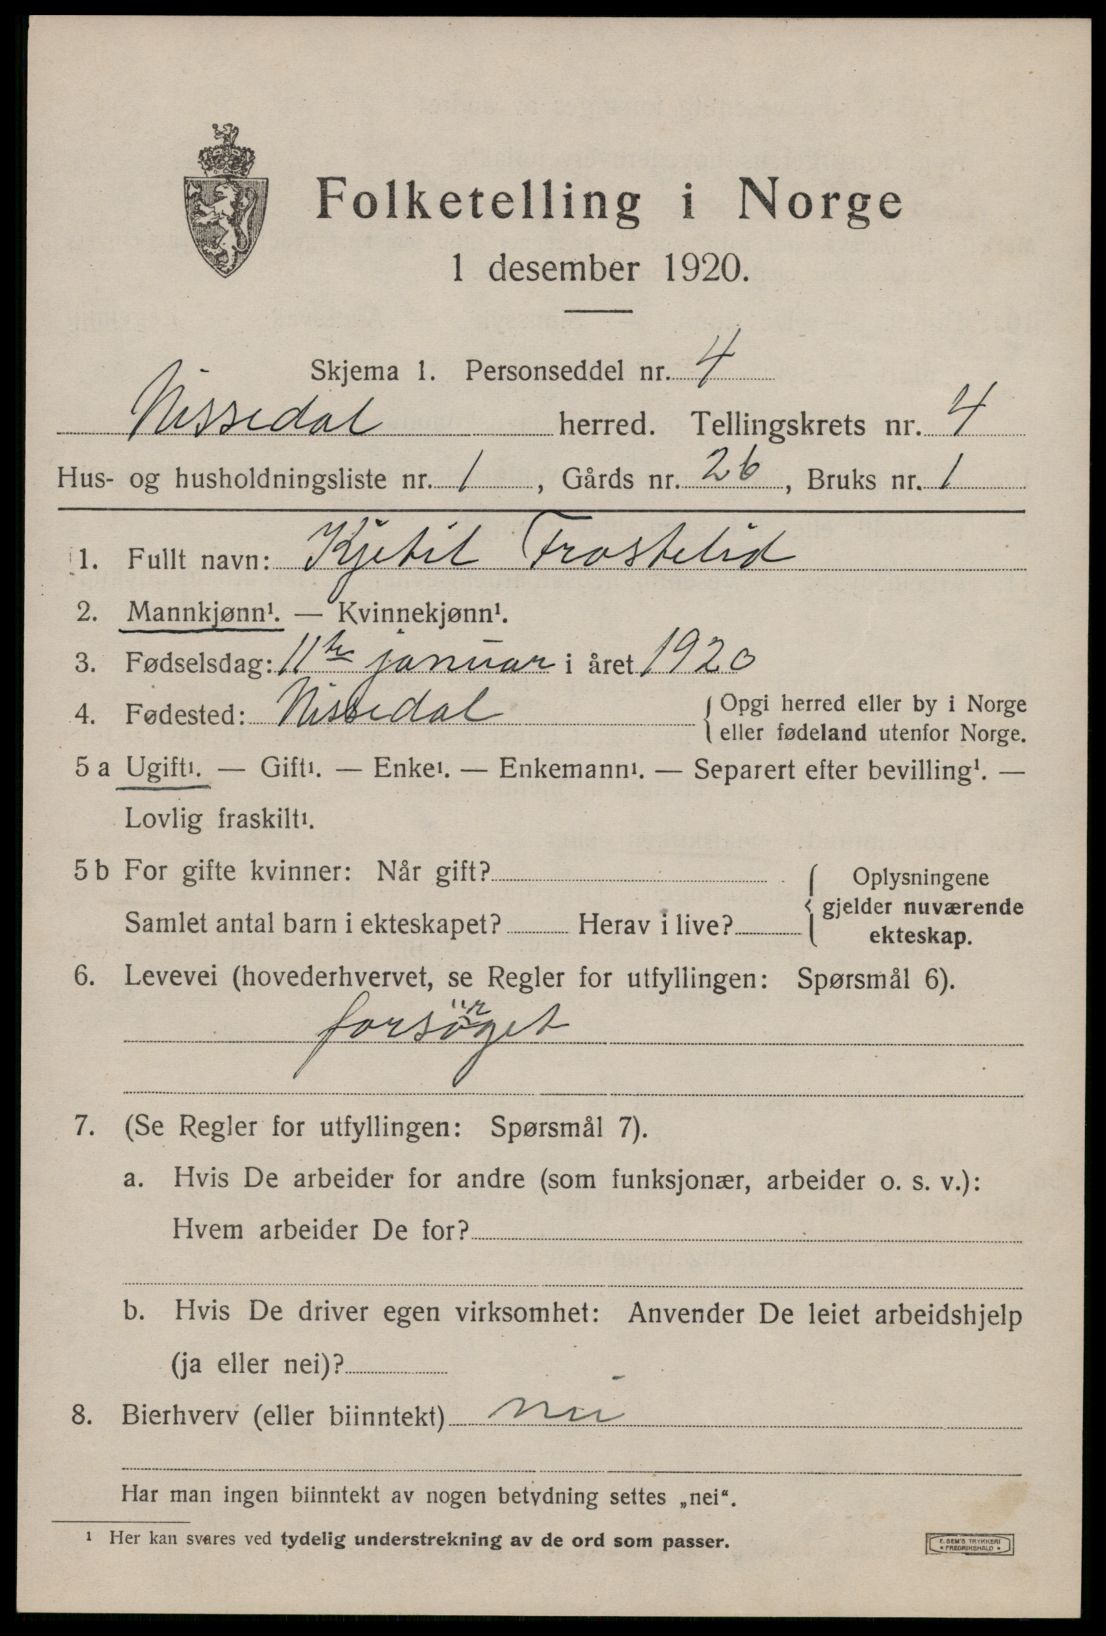 Folketelling i Norge
1 desember 1920.
Skjema 1. Personseddel nr. 4
Nissedal herred. Tellingskrets nr. 4
Hus- og husholdningsliste nr. 1, Gårds nr. 26, Bruks nr. 1
1. Fullt navn: Kjetil Frostelid
2. Mannkjønn¹. — Kvinnekjønn¹.
3. Fødselsdag: 11te januar i året 1920
4. Fødested: Nissedal
{ Opgi herred eller by i Norge
eller fødeland utenfor Norge.
5 a Ugift¹. — Gift¹. — Enke¹. — Enkemann¹. — Separert efter bevilling¹. —
Lovlig fraskilt¹.
5 b For gifte kvinner: Når gift?
Samlet antal barn i ekteskapet? Herav i live?
{ Oplysningene
gjelder nuværende
ekteskap.
6. Levevei (hovederhvervet, se Regler for utfyllingen: Spørsmål 6).
forsørget
7. (Se Regler for utfyllingen: Spørsmål 7).
a. Hvis De arbeider for andre (som funksjonær, arbeider o. s. v.):
Hvem arbeider De for?
b. Hvis De driver egen virksomhet: Anvender De leiet arbeidshjelp
(ja eller nei)?
8. Bierhverv (eller biinntekt) nei
Har man ingen biinntekt av nogen betydning settes „nei“.
¹ Her kan svares ved tydelig understrekning av de ord som passer.
E. SEM'S TRYKKERI
• FREDRIKSHALD •